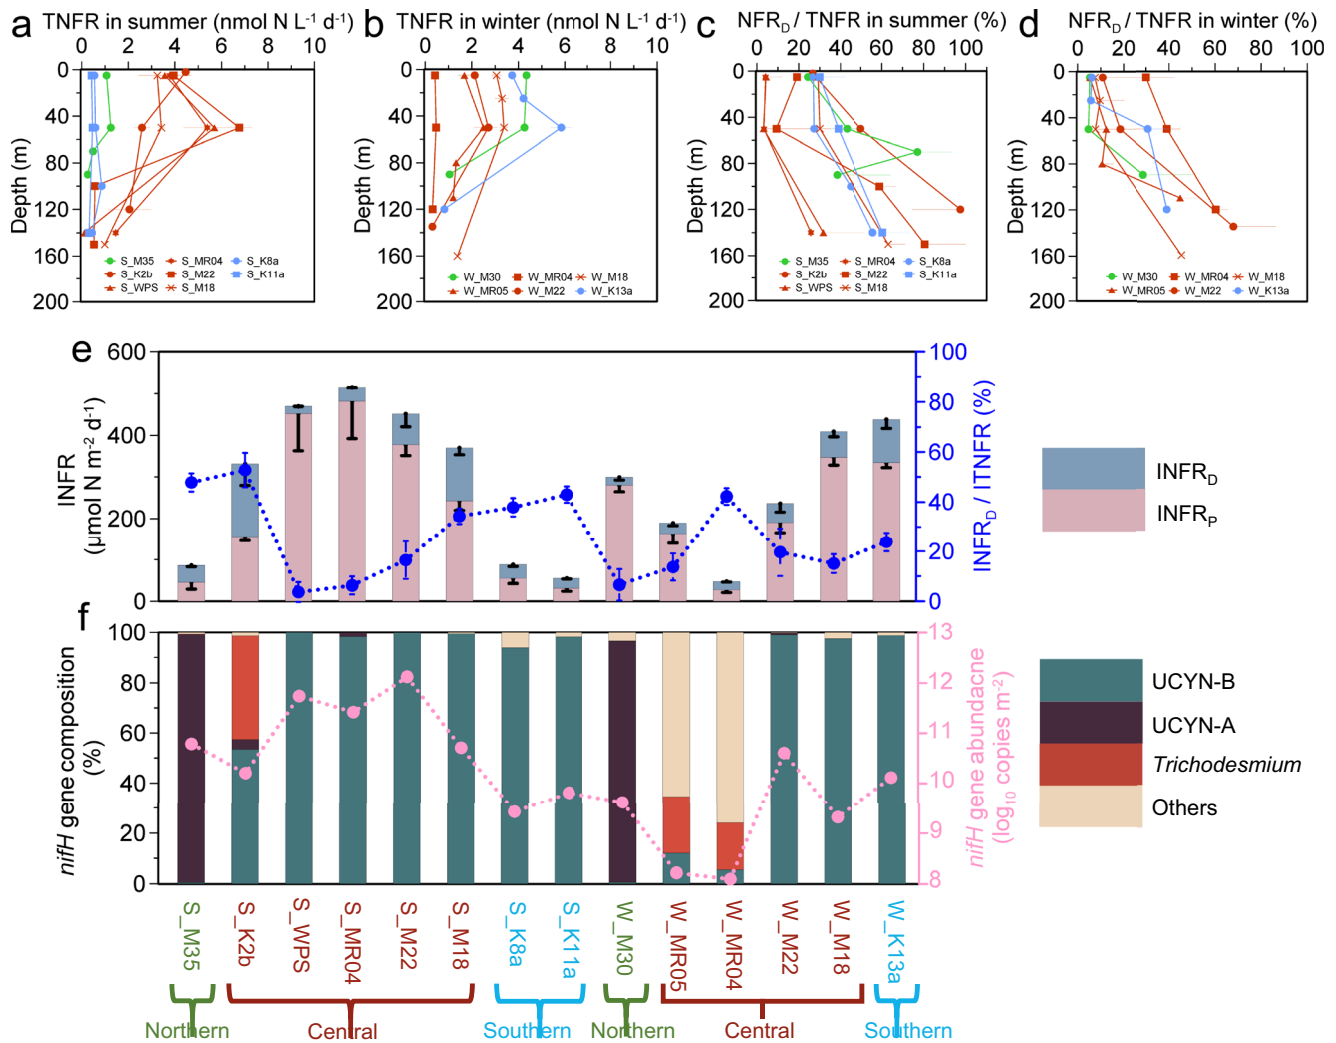 a TNFR in summer (nmol N L-1 d-1)
0 2 4 6 8 10
0
40
80
120
160
200
Depth (m)
S_M35 S_MR04 S_K8a
S_K2b S_M22 S_K11a
S_WPS S_M18
b TNFR in winter (nmol N L-1 d-1)
0 2 4 6 8 10
0
40
80
120
160
200
Depth (m)
W_M30 W_MR04 W_M18
W_MR05 W_M22 W_K13a
c NFRD / TNFR in summer (%)
0 20 40 60 80 100
0
40
80
120
160
200
Depth (m)
S_M35 S_MR04 S_K8a
S_K2b S_M22 S_K11a
S_WPS S_M18
d NFRD / TNFR in winter (%)
0 20 40 60 80 100
0
40
80
120
160
200
Depth (m)
W_M30 W_MR04 W_M18
W_MR05 W_M22 W_K13a
e
600
400
200
0
INFR
(μmol N m-2 d-1)
100
80
60
40
20
0
INFRD / ITNFR (%)
INFRD
INFRP
f
100
80
60
40
20
0
nifH gene composition
(%)
13
12
11
10
9
8
nifH gene abundacne
(log10 copies m-2)
UCYN-B
UCYN-A
Trichodesmium
Others
S_M35 S_K2b S_WPS S_MR04 S_M22 S_M18 S_K8a S_K11a W_M30 W_MR05 W_MR04 W_M22 W_M18 W_K13a
Northern Central Southern Northern Central Southern